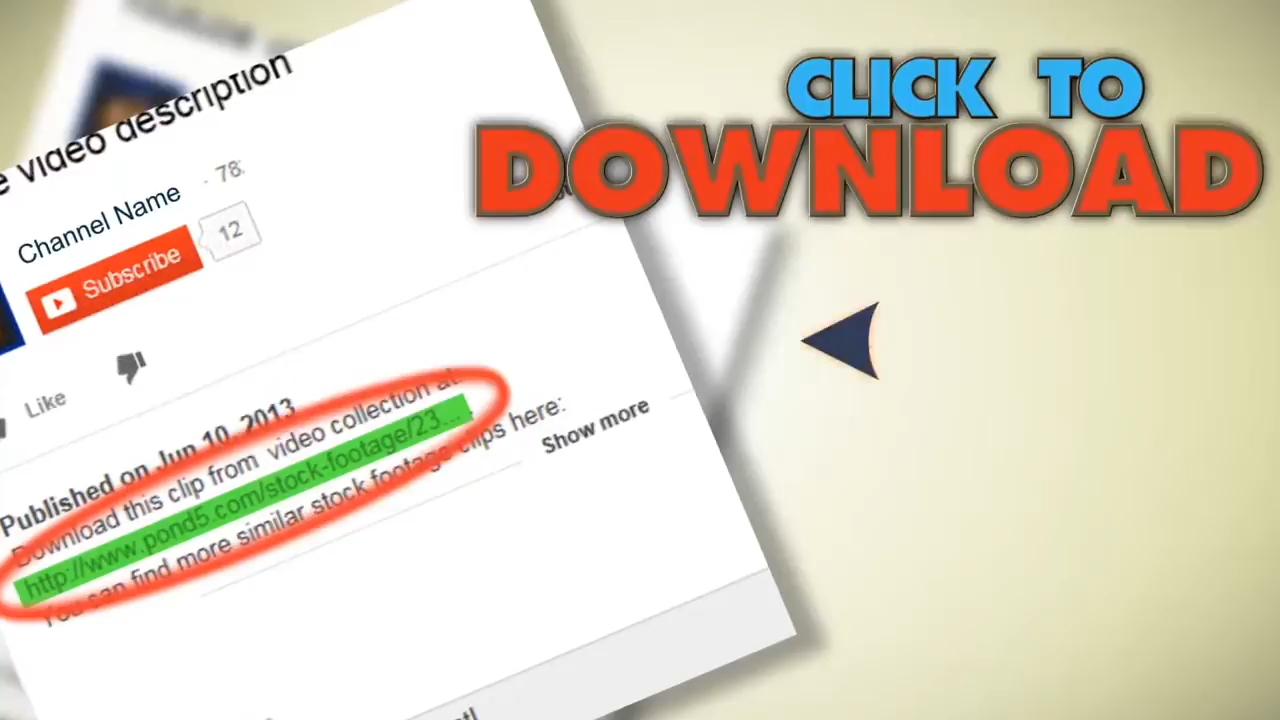 CLICK TO
DOWNLOAD
video description
Channel Name
Subscribe
12
Like
Published on Jun 10, 2013
Download this clip from video collection at
http://www.pond5.com/stock-footage/23...
You can find more similar stock footage clips here:
Show more